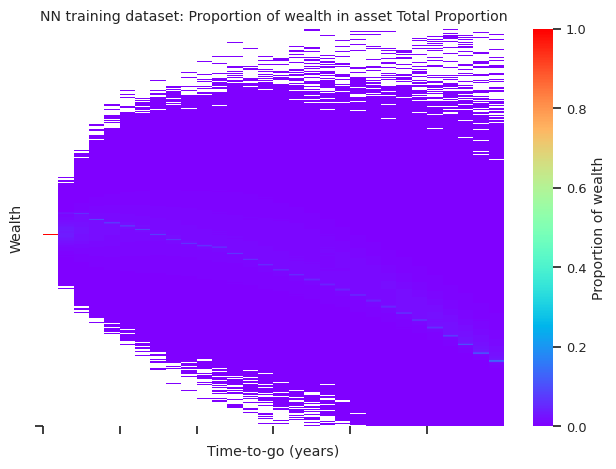 NN training dataset: Proportion of wealth in asset Total Proportion
Wealth
Time-to-go (years)
1.0
0.8
0.6
0.4
0.2
0.0
Proportion of wealth